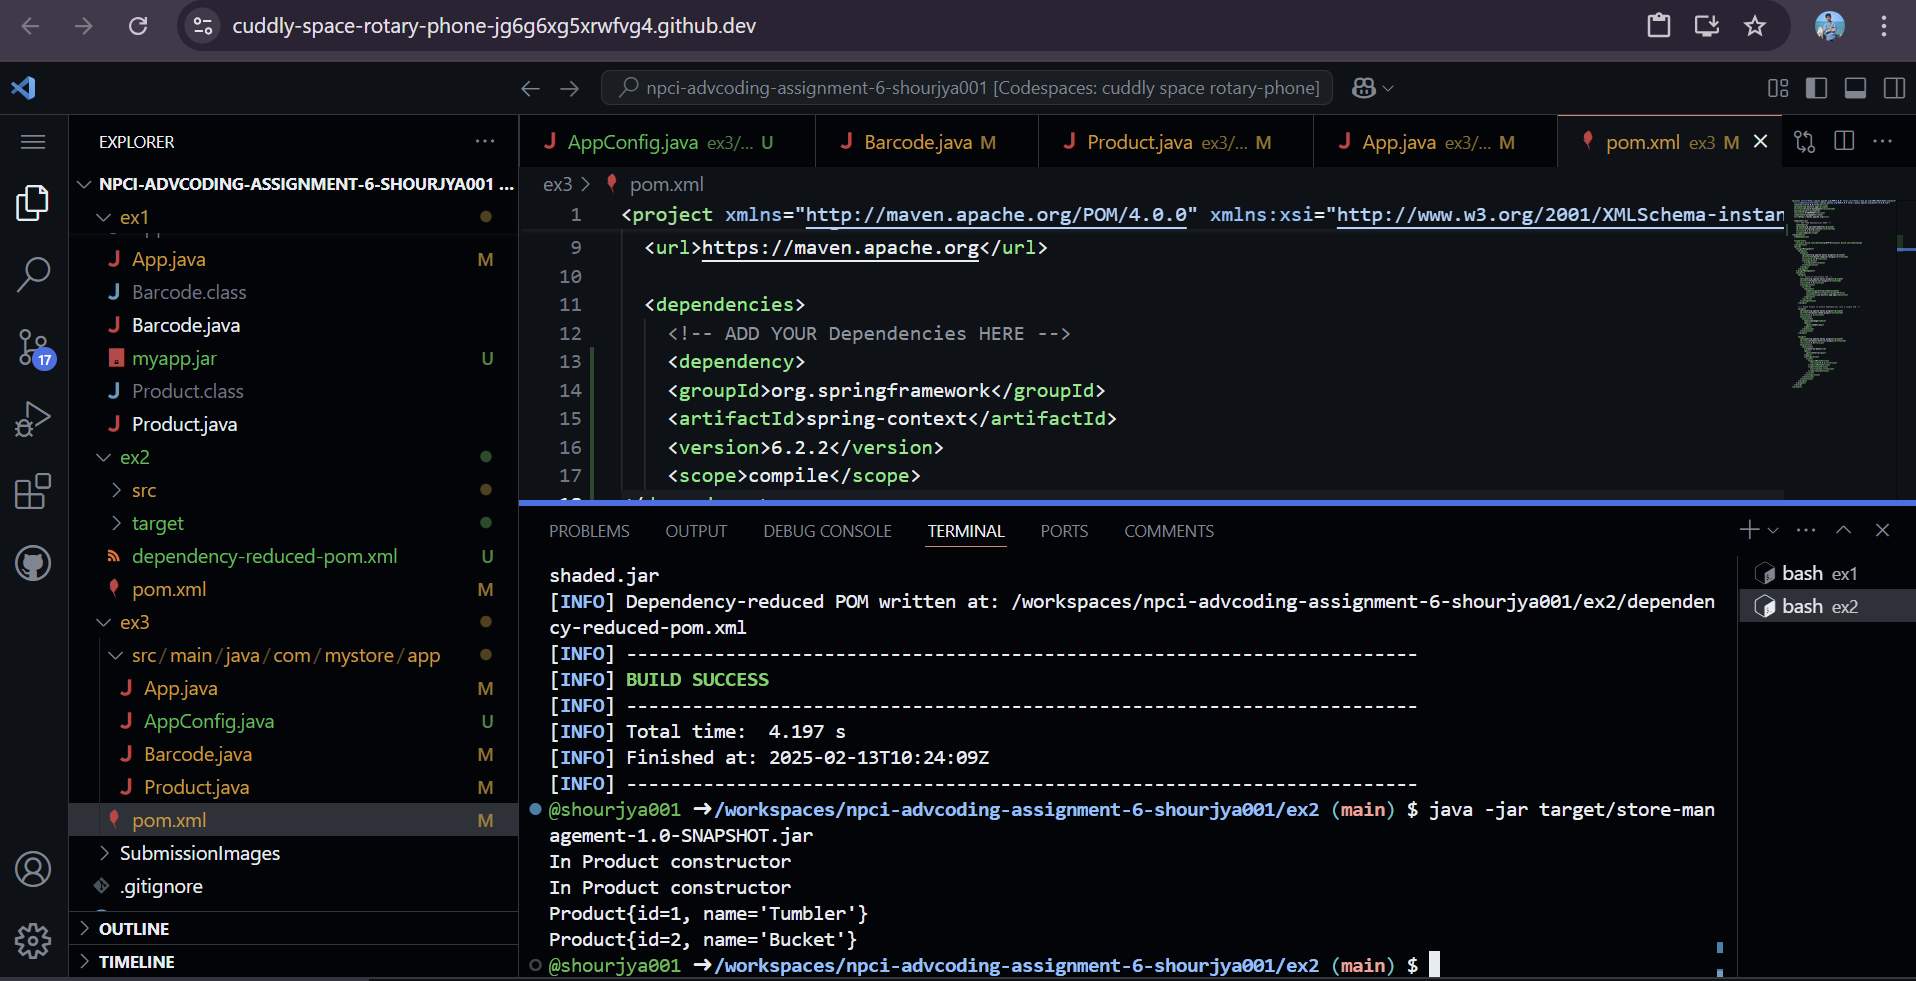 cuddly-space-rotary-phone-jg6g6xg5xrwfvg4.github.dev
npci-advcoding-assignment-6-shourjya001 [Codespaces: cuddly space rotary-phone]
EXPLORER
NPCI-ADVCODING-ASSIGNMENT-6-SHOURJYA001 ...
ex1
App.java M
Barcode.class
Barcode.java
myapp.jar U
Product.class
Product.java
ex2
src
target
dependency-reduced-pom.xml U
pom.xml M
ex3
src/main/java/com/mystore/app
App.java M
AppConfig.java U
Barcode.java M
Product.java M
pom.xml M
SubmissionImages
.gitignore
OUTLINE
TIMELINE
17
AppConfig.java ex3/... U
Barcode.java M
Product.java ex3/... M
App.java ex3/... M
pom.xml ex3 M
ex3 > pom.xml
1 <project xmlns="http://maven.apache.org/POM/4.0.0" xmlns:xsi="http://www.w3.org/2001/XMLSchema-instan
9 <url>https://maven.apache.org</url>
10
11 <dependencies>
12 <!-- ADD YOUR Dependencies HERE -->
13 <dependency>
14 <groupId>org.springframework</groupId>
15 <artifactId>spring-context</artifactId>
16 <version>6.2.2</version>
17 <scope>compile</scope>
PROBLEMS OUTPUT DEBUG CONSOLE TERMINAL PORTS COMMENTS
shaded.jar
[INFO] Dependency-reduced POM written at: /workspaces/npci-advcoding-assignment-6-shourjya001/ex2/dependen
cy-reduced-pom.xml
[INFO] ------------------------------------------------------------------------
[INFO] BUILD SUCCESS
[INFO] ------------------------------------------------------------------------
[INFO] Total time:  4.197 s
[INFO] Finished at: 2025-02-13T10:24:09Z
[INFO] ------------------------------------------------------------------------
@shourjya001 ➜/workspaces/npci-advcoding-assignment-6-shourjya001/ex2 (main) $ java -jar target/store-man
agement-1.0-SNAPSHOT.jar
In Product constructor
In Product constructor
Product{id=1, name='Tumbler'}
Product{id=2, name='Bucket'}
@shourjya001 ➜/workspaces/npci-advcoding-assignment-6-shourjya001/ex2 (main) $
bash ex1
bash ex2